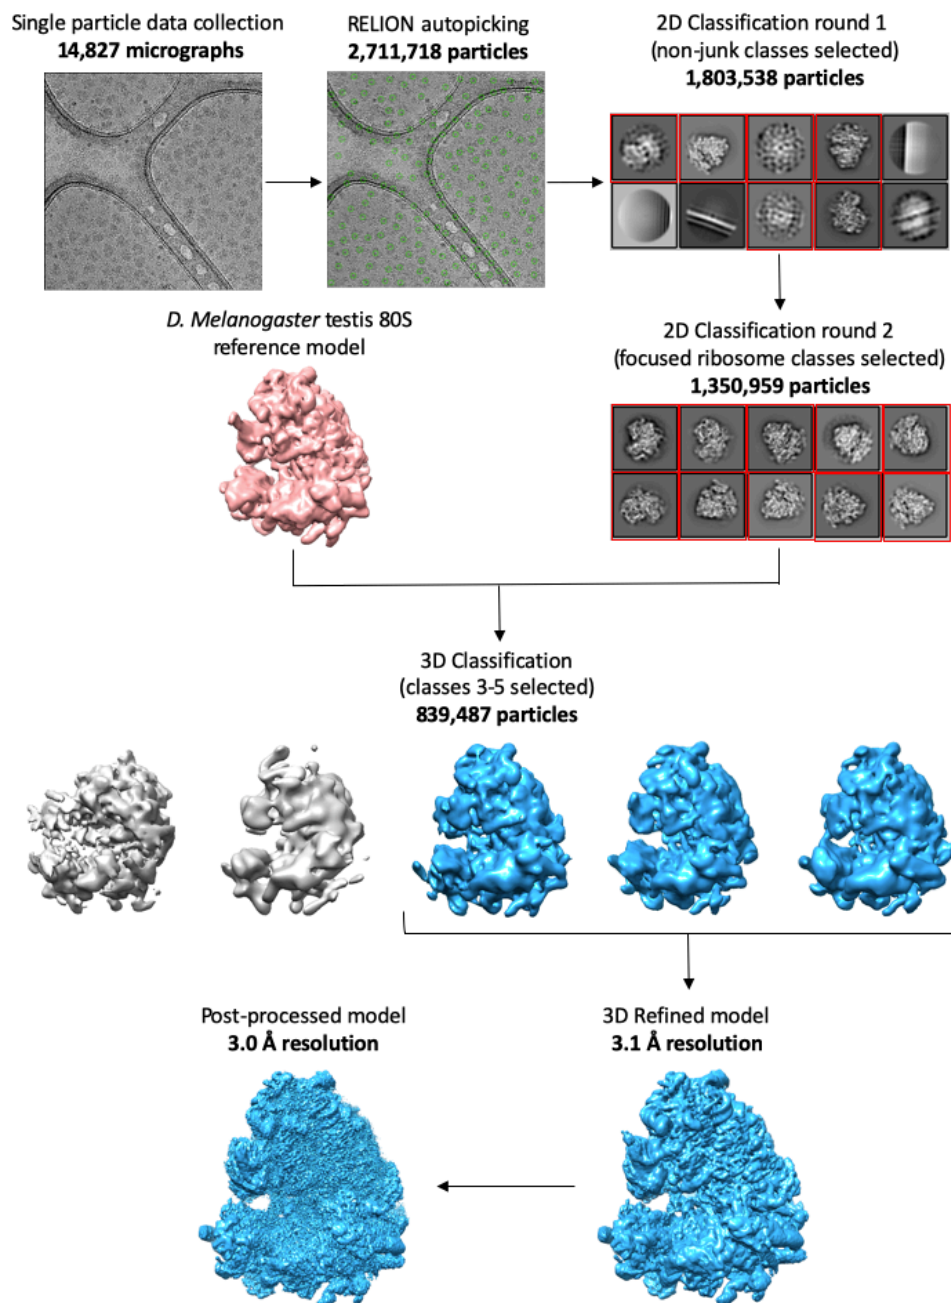 Single particle data collection
14,827 micrographs
RELION autopicking
2,711,718 particles
2D Classification round 1
(non-junk classes selected)
1,803,538 particles
D. Melanogaster testis 80S
reference model
2D Classification round 2
(focused ribosome classes selected)
1,350,959 particles
3D Classification
(classes 3-5 selected)
839,487 particles
Post-processed model
3.0 Å resolution
3D Refined model
3.1 Å resolution